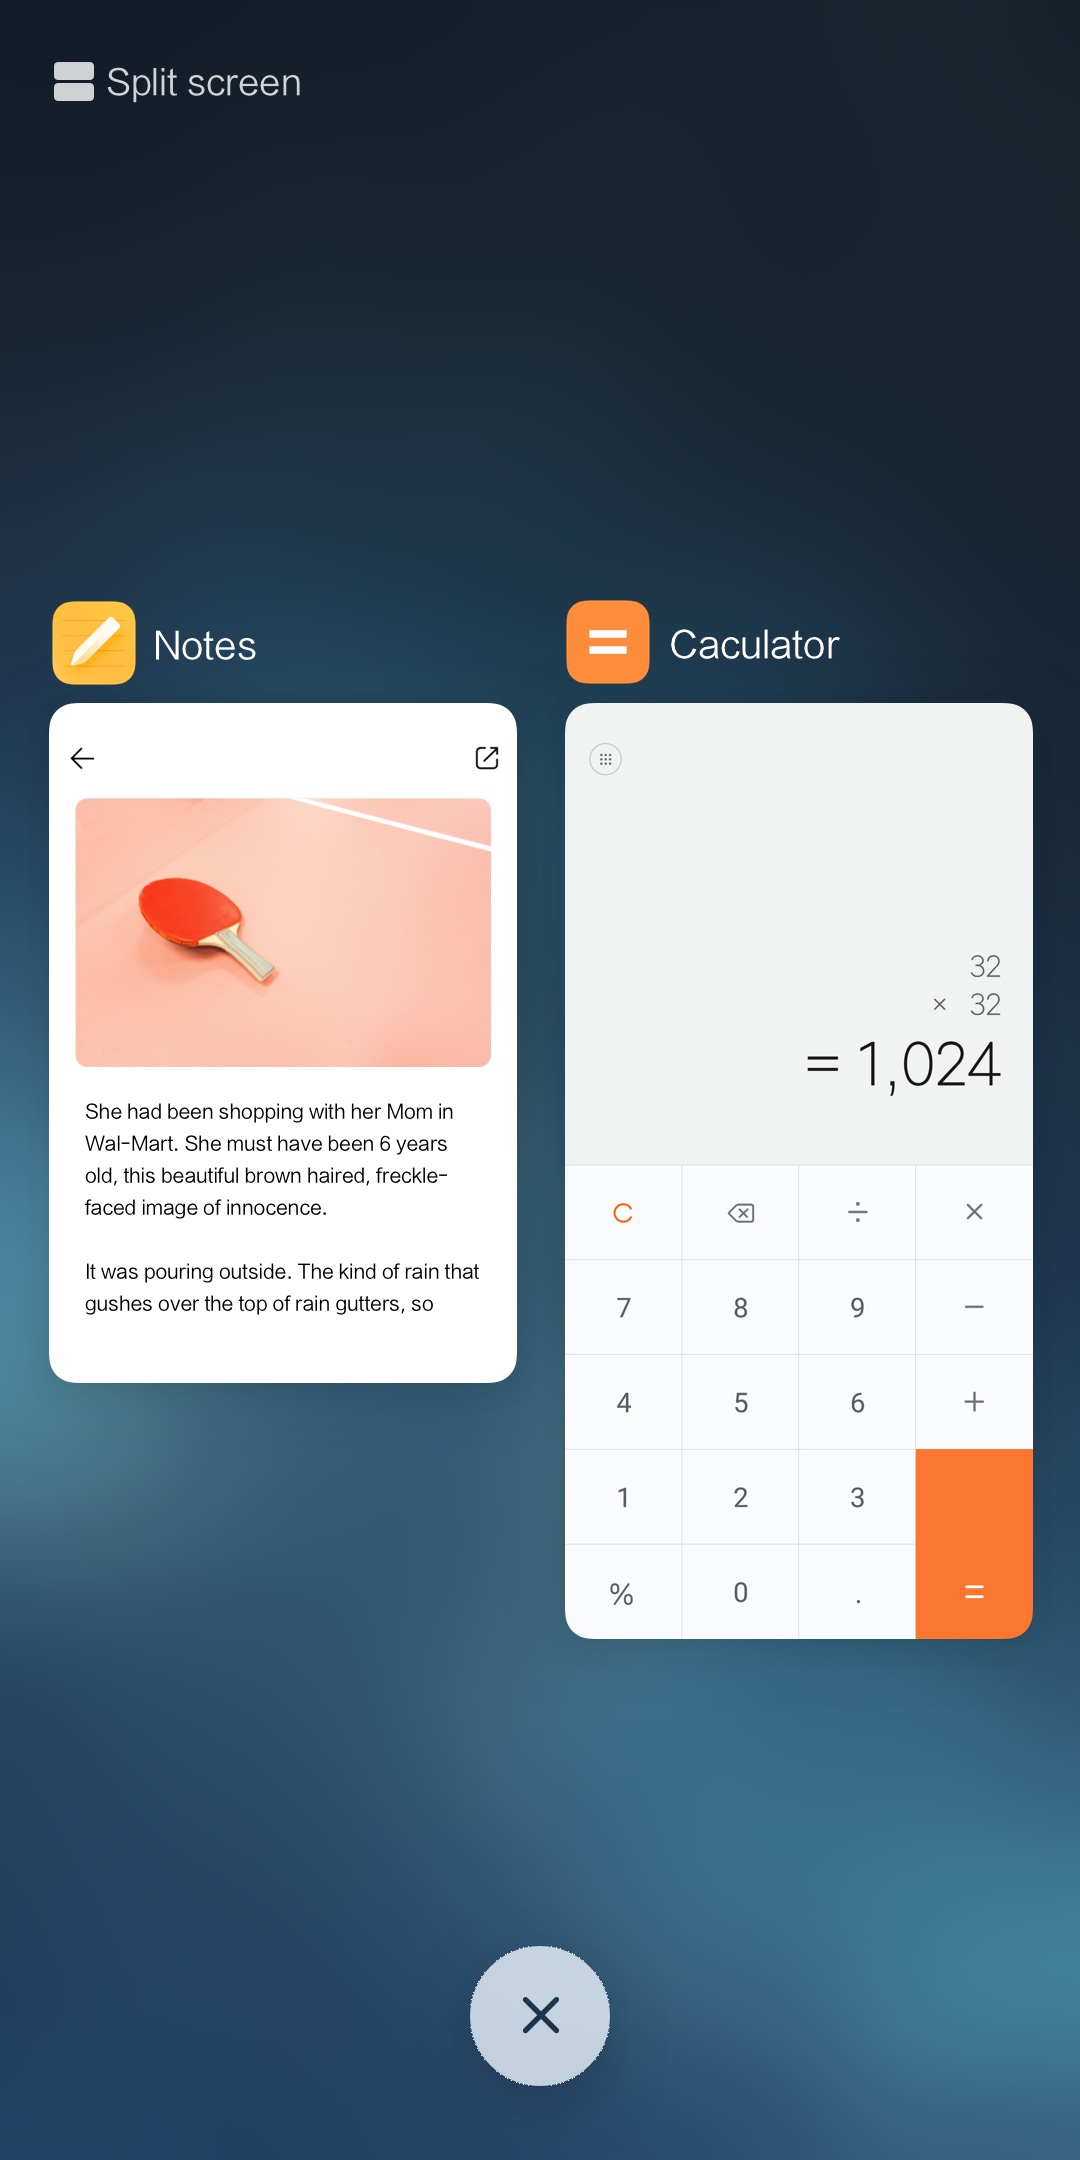 Split screen
Notes
She had been shopping with her Mom in
Wal-Mart. She must have been 6 years
old, this beautiful brown haired, freckle-
faced image of innocence.
It was pouring outside. The kind of rain that
gushes over the top of rain gutters, so
Caculator
32
× 32
= 1,024
C ÷ ×
7 8 9 −
4 5 6 +
1 2 3
% 0 . =